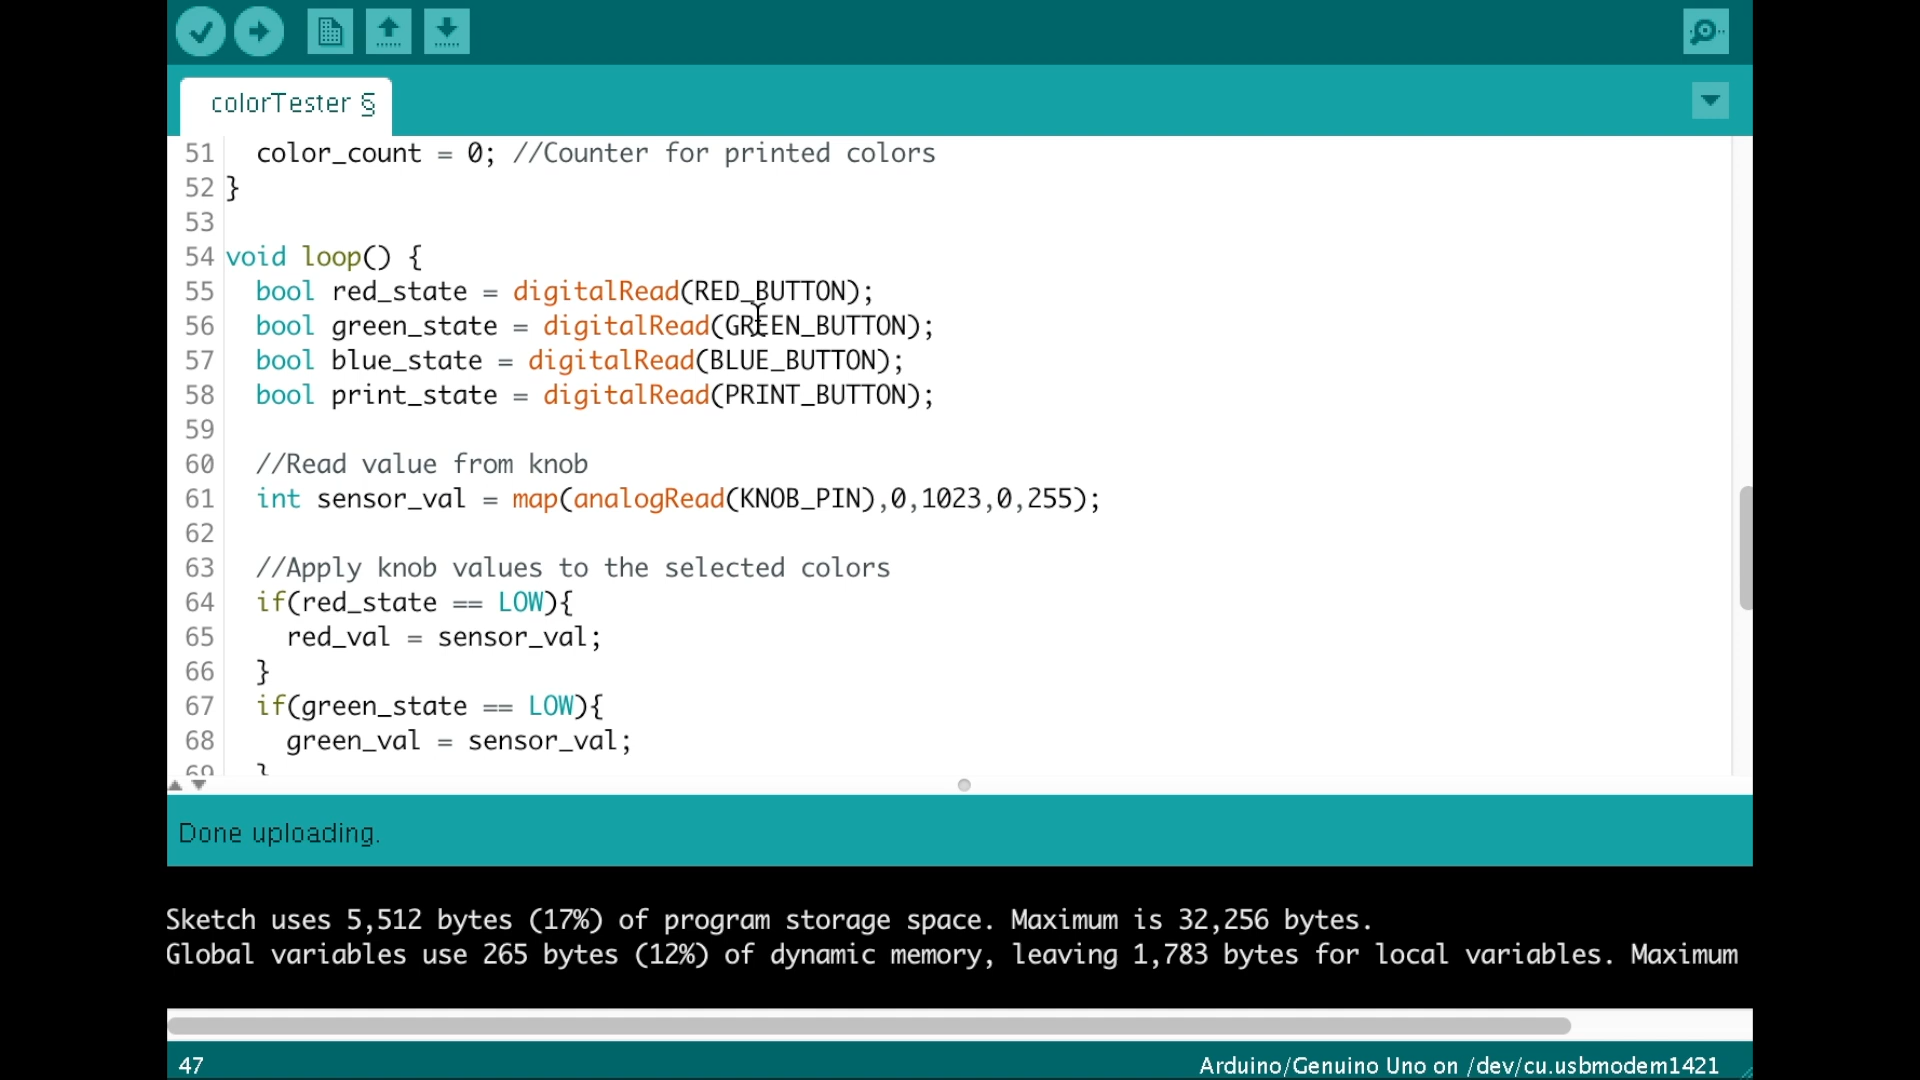 colorTester §
51 color_count = 0; //Counter for printed colors
52 }
53
54 void loop() {
55 bool red_state = digitalRead(RED_BUTTON);
56 bool green_state = digitalRead(GREEN_BUTTON);
57 bool blue_state = digitalRead(BLUE_BUTTON);
58 bool print_state = digitalRead(PRINT_BUTTON);
59
60 //Read value from knob
61 int sensor_val = map(analogRead(KNOB_PIN),0,1023,0,255);
62
63 //Apply knob values to the selected colors
64 if(red_state == LOW){
65 red_val = sensor_val;
66 }
67 if(green_state == LOW){
68 green_val = sensor_val;
69 }
Done uploading.
Sketch uses 5,512 bytes (17%) of program storage space. Maximum is 32,256 bytes.
Global variables use 265 bytes (12%) of dynamic memory, leaving 1,783 bytes for local variables. Maximum
47 Arduino/Genuino Uno on /dev/cu.usbmodem1421